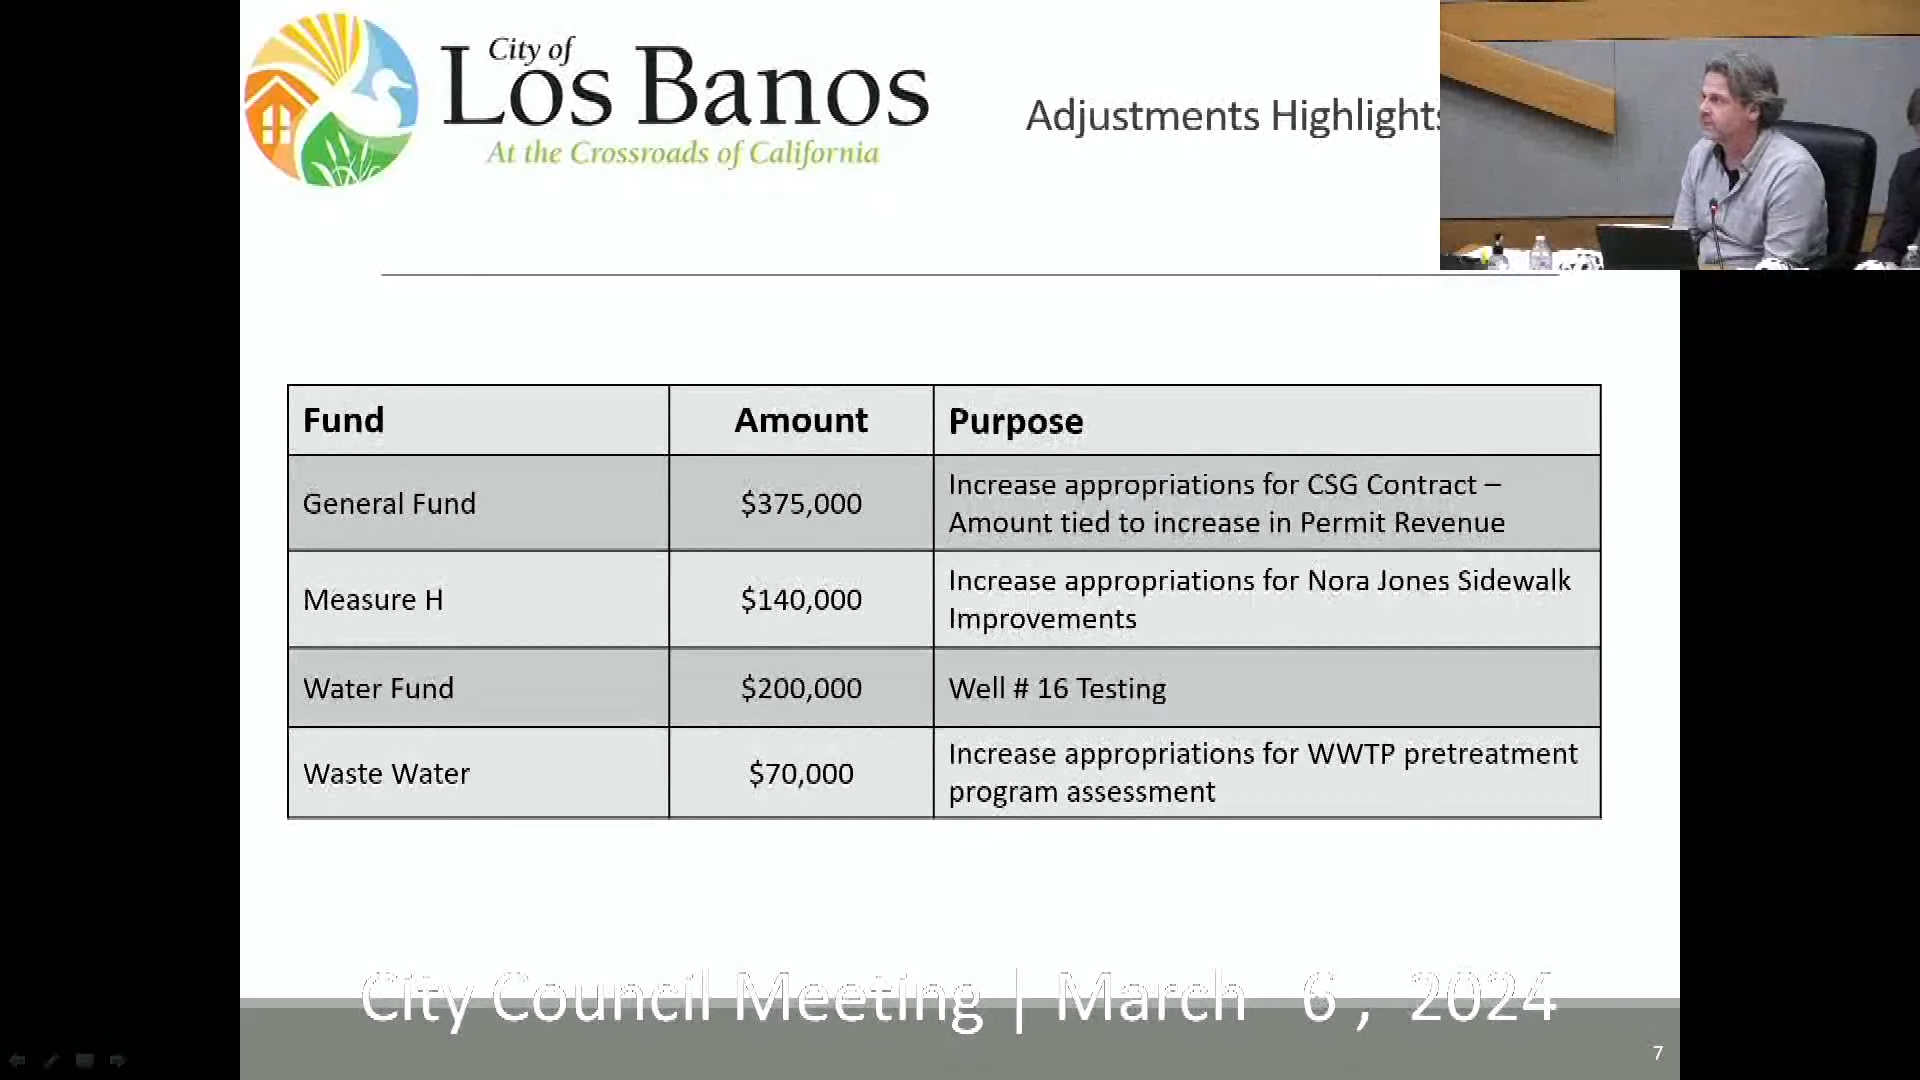 City of
Los Banos
At the Crossroads of California
Adjustments Highlights
Fund Amount Purpose
General Fund $375,000 Increase appropriations for CSG Contract –
Amount tied to increase in Permit Revenue
Measure H $140,000 Increase appropriations for Nora Jones Sidewalk
Improvements
Water Fund $200,000 Well # 16 Testing
Waste Water $70,000 Increase appropriations for WWTP pretreatment
program assessment
City Council Meeting | March 6, 2024
7